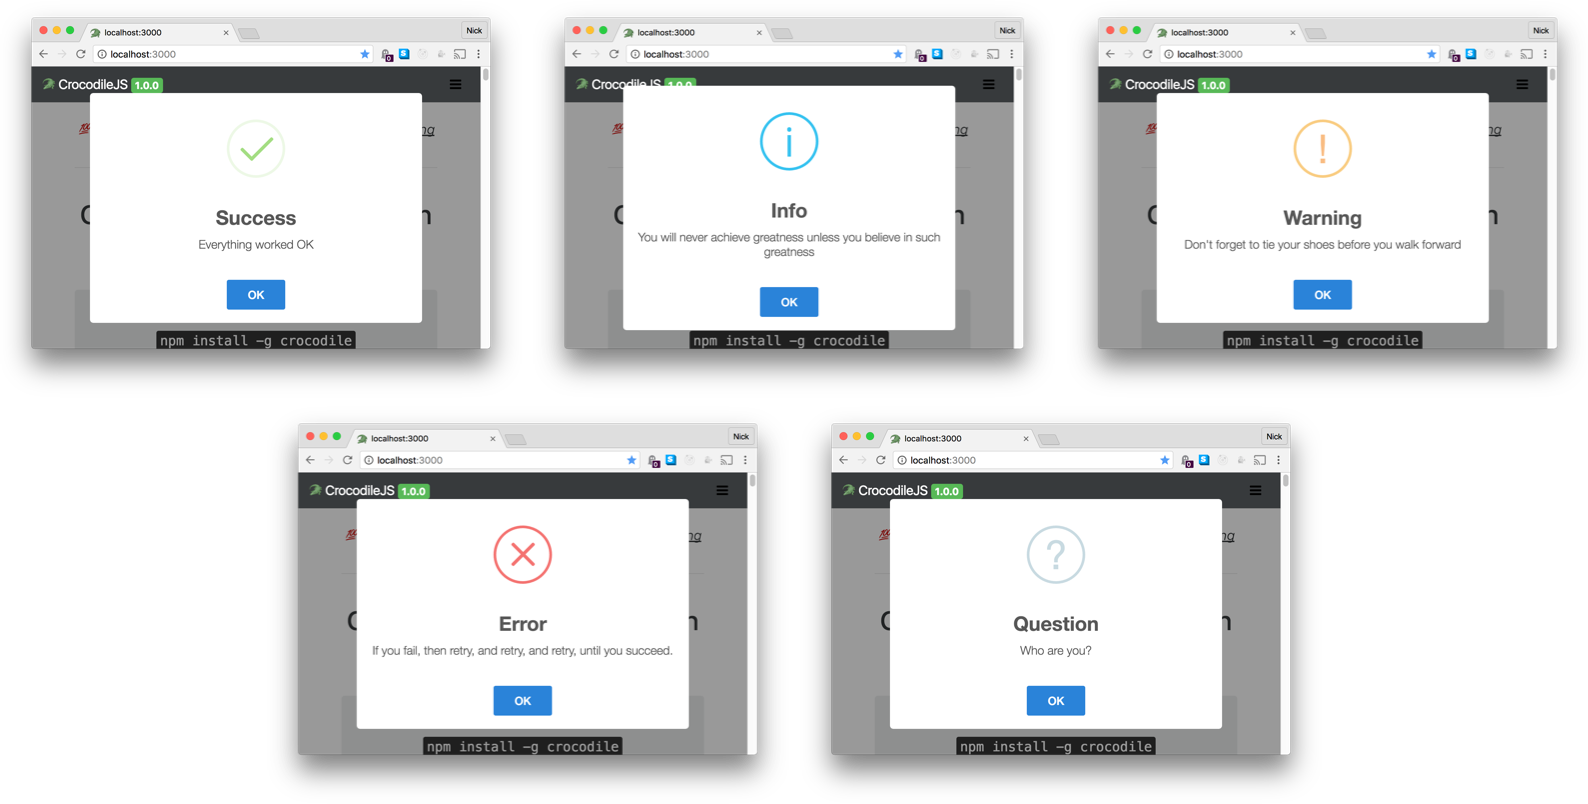 localhost:3000
Nick
localhost:3000
CrocodileJS 1.0.0
Success
Everything worked OK
OK
npm install -g crocodile
localhost:3000
Nick
localhost:3000
CrocodileJS 1.0.0
i
Info
You will never achieve greatness unless you believe in such
greatness
OK
npm install -g crocodile
localhost:3000
Nick
localhost:3000
CrocodileJS 1.0.0
!
Warning
Don't forget to tie your shoes before you walk forward
OK
npm install -g crocodile
localhost:3000
Nick
localhost:3000
CrocodileJS 1.0.0
Error
If you fail, then retry, and retry, and retry, until you succeed.
OK
npm install -g crocodile
localhost:3000
Nick
localhost:3000
CrocodileJS 1.0.0
?
Question
Who are you?
OK
npm install -g crocodile